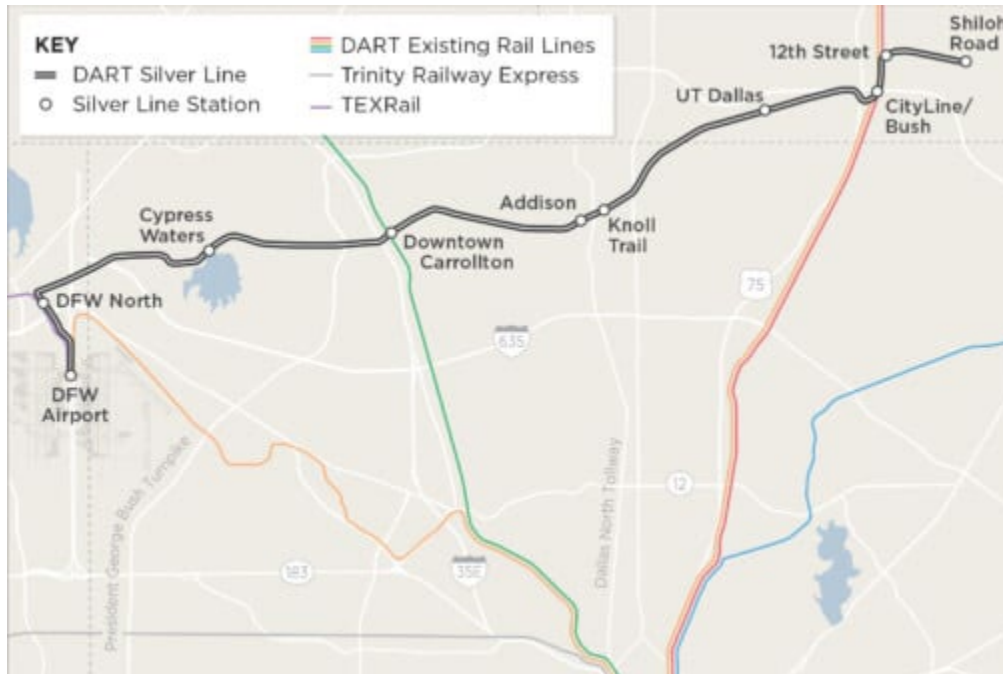 KEY
DART Silver Line
Silver Line Station
DART Existing Rail Lines
Trinity Railway Express
TEXRail
12th Street
Shiloh
Road
UT Dallas
CityLine/
Bush
Addison
Knoll
Trail
Cypress
Waters
Downtown
Carrollton
DFW North
75
635
DFW
Airport
President George Bush Turnpike
Dallas North Tollway
12
183
35E